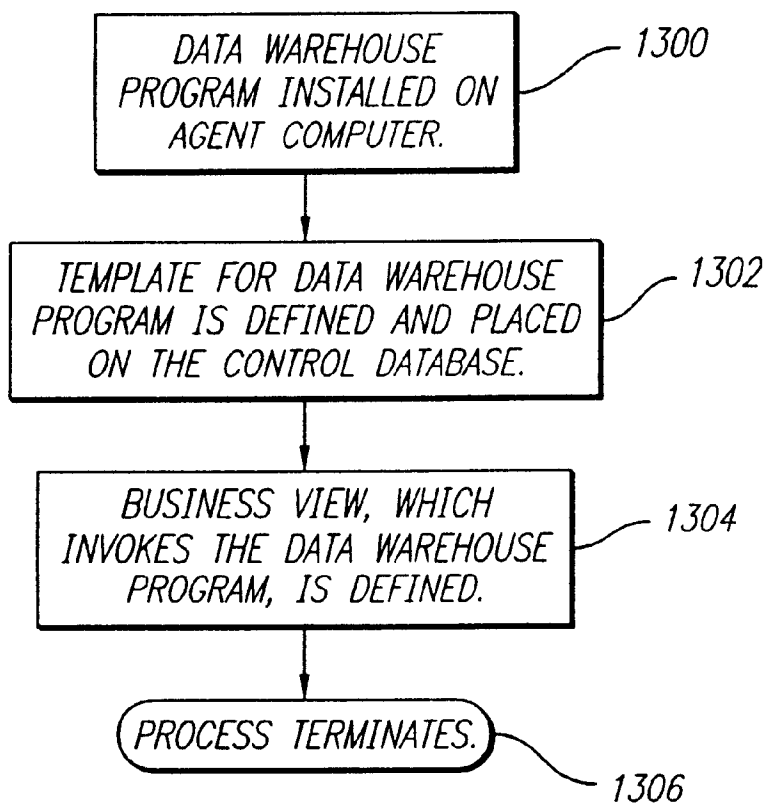 DATA WAREHOUSE
PROGRAM INSTALLED ON
AGENT COMPUTER.
1300
TEMPLATE FOR DATA WAREHOUSE
PROGRAM IS DEFINED AND PLACED
ON THE CONTROL DATABASE.
1302
BUSINESS VIEW, WHICH
INVOKES THE DATA WAREHOUSE
PROGRAM, IS DEFINED.
1304
PROCESS TERMINATES.
1306